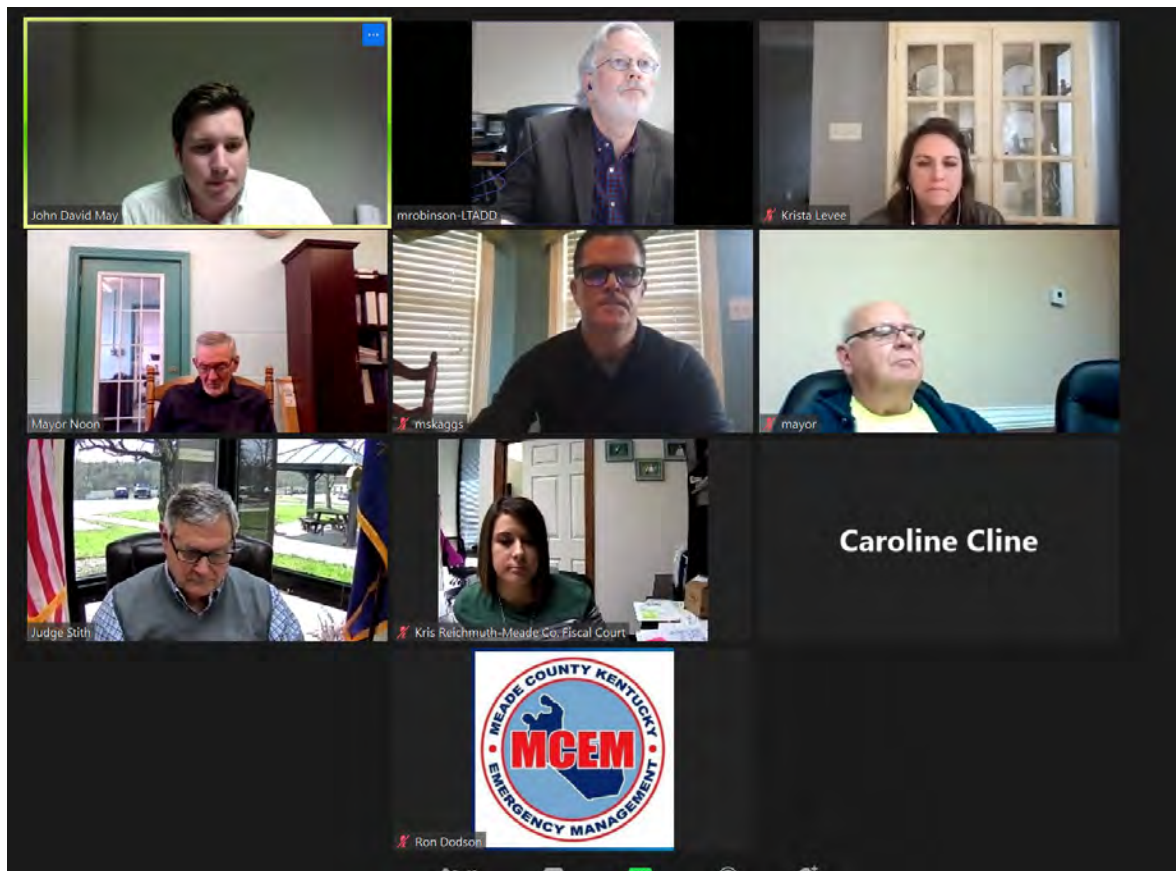 John David May
mrobinson-LTADD
Krista Levee
Mayor Noon
mskaggs
mayor
Judge Stith
Kris Reichmuth-Meade Co. Fiscal Court
Caroline Cline
MEADE COUNTY KENTUCKY
MCEM
EMERGENCY MANAGEMENT
Ron Dodson